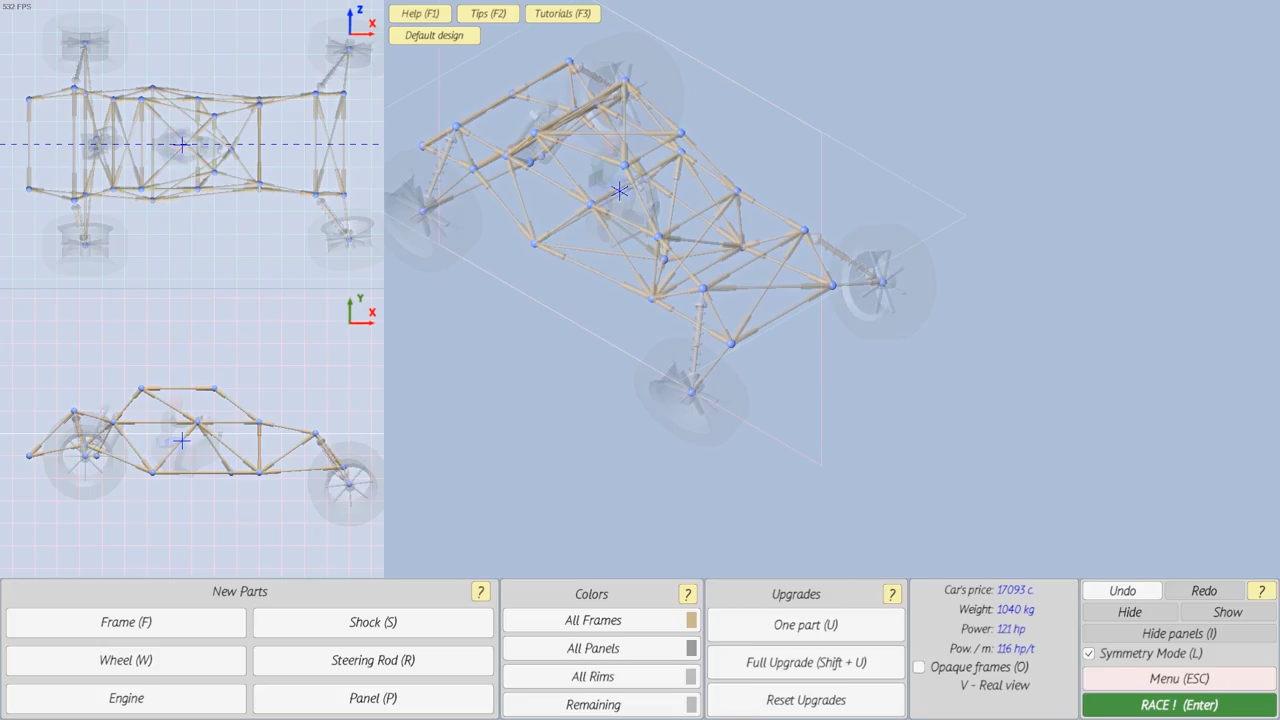 532 FPS
Z
X
Help (F1)
Tips (F2)
Tutorials (F3)
Default design
Y
X
New Parts
?
Frame (F)
Shock (S)
Wheel (W)
Steering Rod (R)
Engine
Panel (P)
Colors
?
All Frames
All Panels
All Rims
Remaining
Upgrades
?
One part (U)
Full Upgrade (Shift + U)
Reset Upgrades
Car's price: 17093 c.
Weight: 1040 kg
Power: 121 hp
Pow. / m: 116 hp/t
Opaque frames (O)
V - Real view
Undo
Redo
?
Hide
Show
Hide panels (I)
Symmetry Mode (L)
Menu (ESC)
RACE ! (Enter)